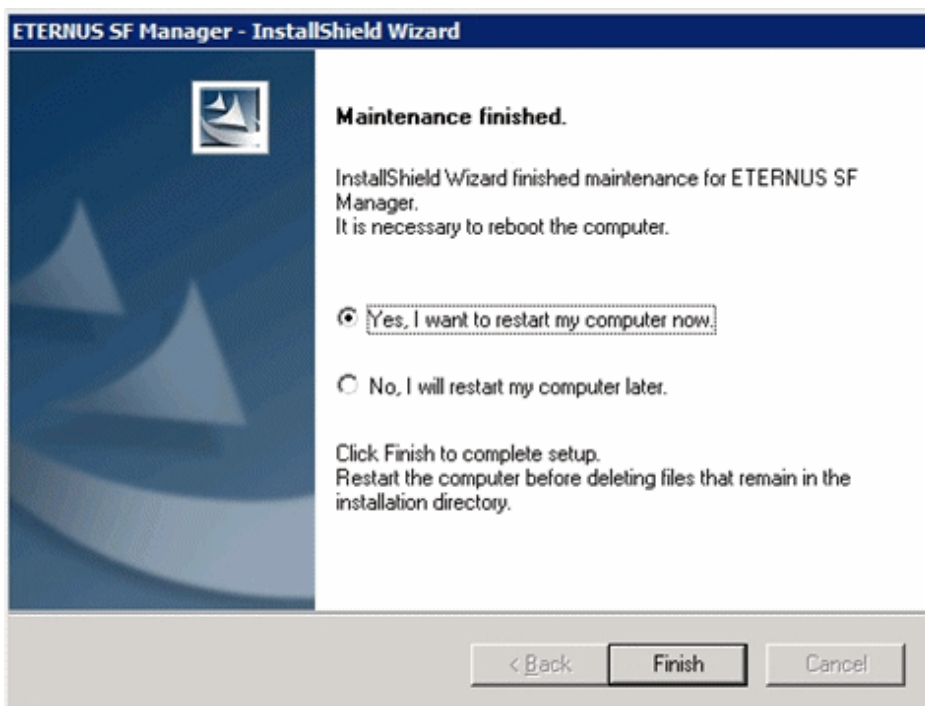 ETERNUS SF Manager - InstallShield Wizard
Maintenance finished.
InstallShield Wizard finished maintenance for ETERNUS SF
Manager.
It is necessary to reboot the computer.
Yes, I want to restart my computer now.
No, I will restart my computer later.
Click Finish to complete setup.
Restart the computer before deleting files that remain in the
installation directory.
< Back Finish Cancel